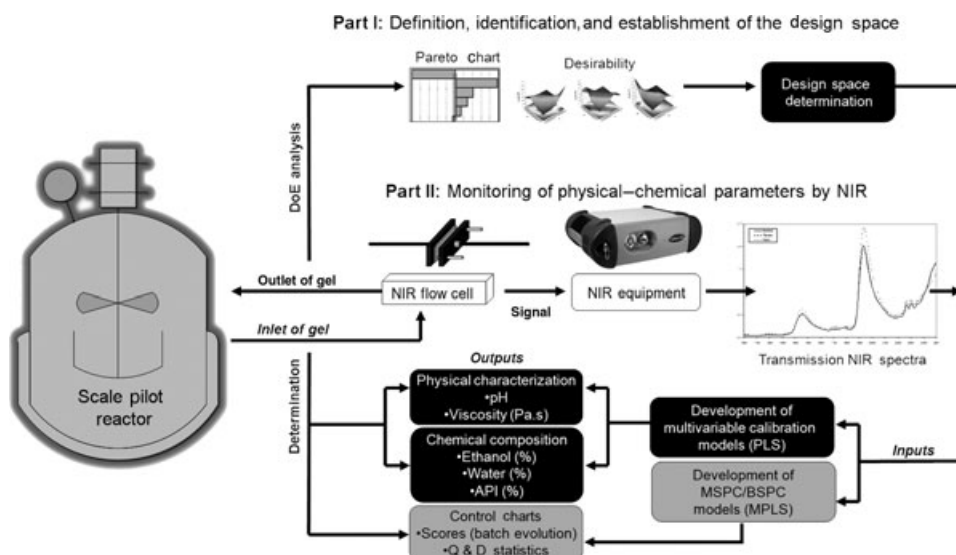 Part I: Definition, identification, and establishment of the design space
Pareto chart
Desirability
Design space
determination
DoE analysis
Part II: Monitoring of physical–chemical parameters by NIR
Outlet of gel
NIR flow cell
Signal
NIR equipment
Transmission NIR spectra
Inlet of gel
Scale pilot
reactor
Determination
Outputs
Physical characterization
•pH
•Viscosity (Pa.s)
Chemical composition
•Ethanol (%)
•Water (%)
•API (%)
Control charts
•Scores (batch evolution)
•Q & D statistics
Development of
multivariable calibration
models (PLS)
Development of
MSPC/BSPC
models (MPLS)
Inputs